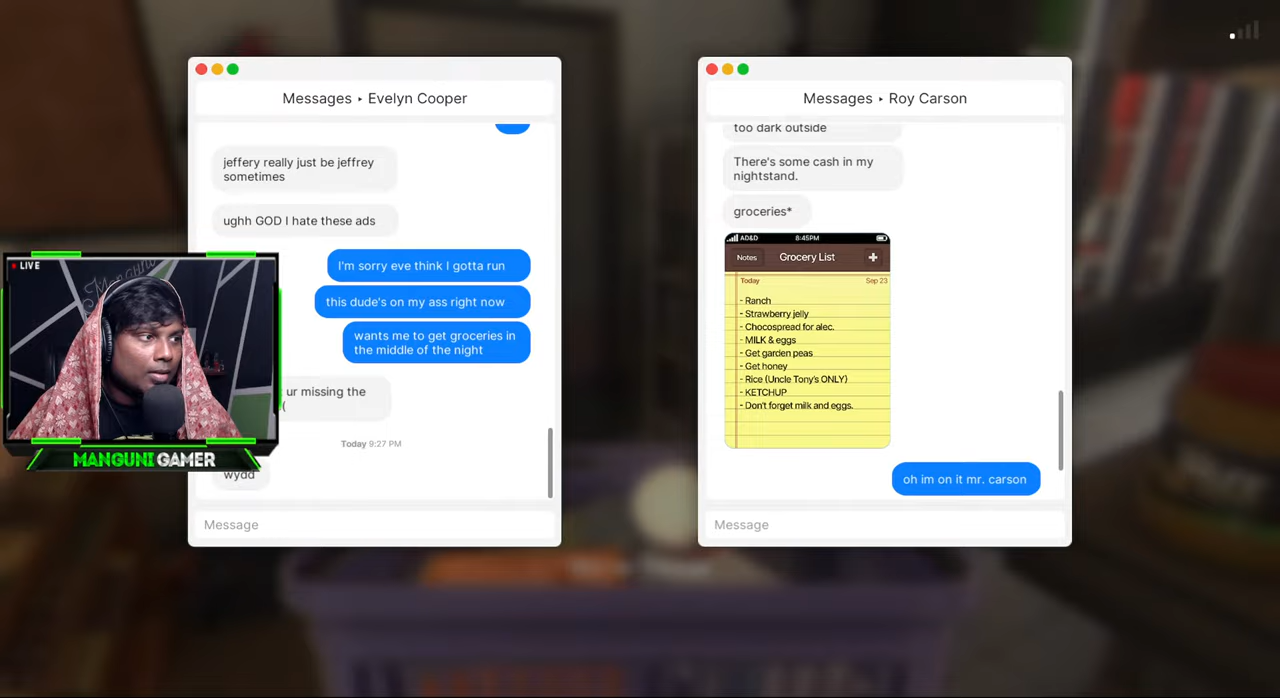 Messages ▸ Evelyn Cooper
jeffery really just be jeffrey
sometimes
ughh GOD I hate these ads
I'm sorry eve think I gotta run
this dude's on my ass right now
wants me to get groceries in
the middle of the night
ur missing the
(
Today 9:27 PM
wydd
Message
Messages ▸ Roy Carson
too dark outside
There's some cash in my
nightstand.
groceries*
AD&D 8:45PM
Notes Grocery List +
Today Sep 23
- Ranch
- Strawberry jelly
- Chocospread for alec.
- MILK & eggs
- Get garden peas
- Get honey
- Rice (Uncle Tony's ONLY)
- KETCHUP
- Don't forget milk and eggs.
oh im on it mr. carson
Message
LIVE
MANGUNI GAMER